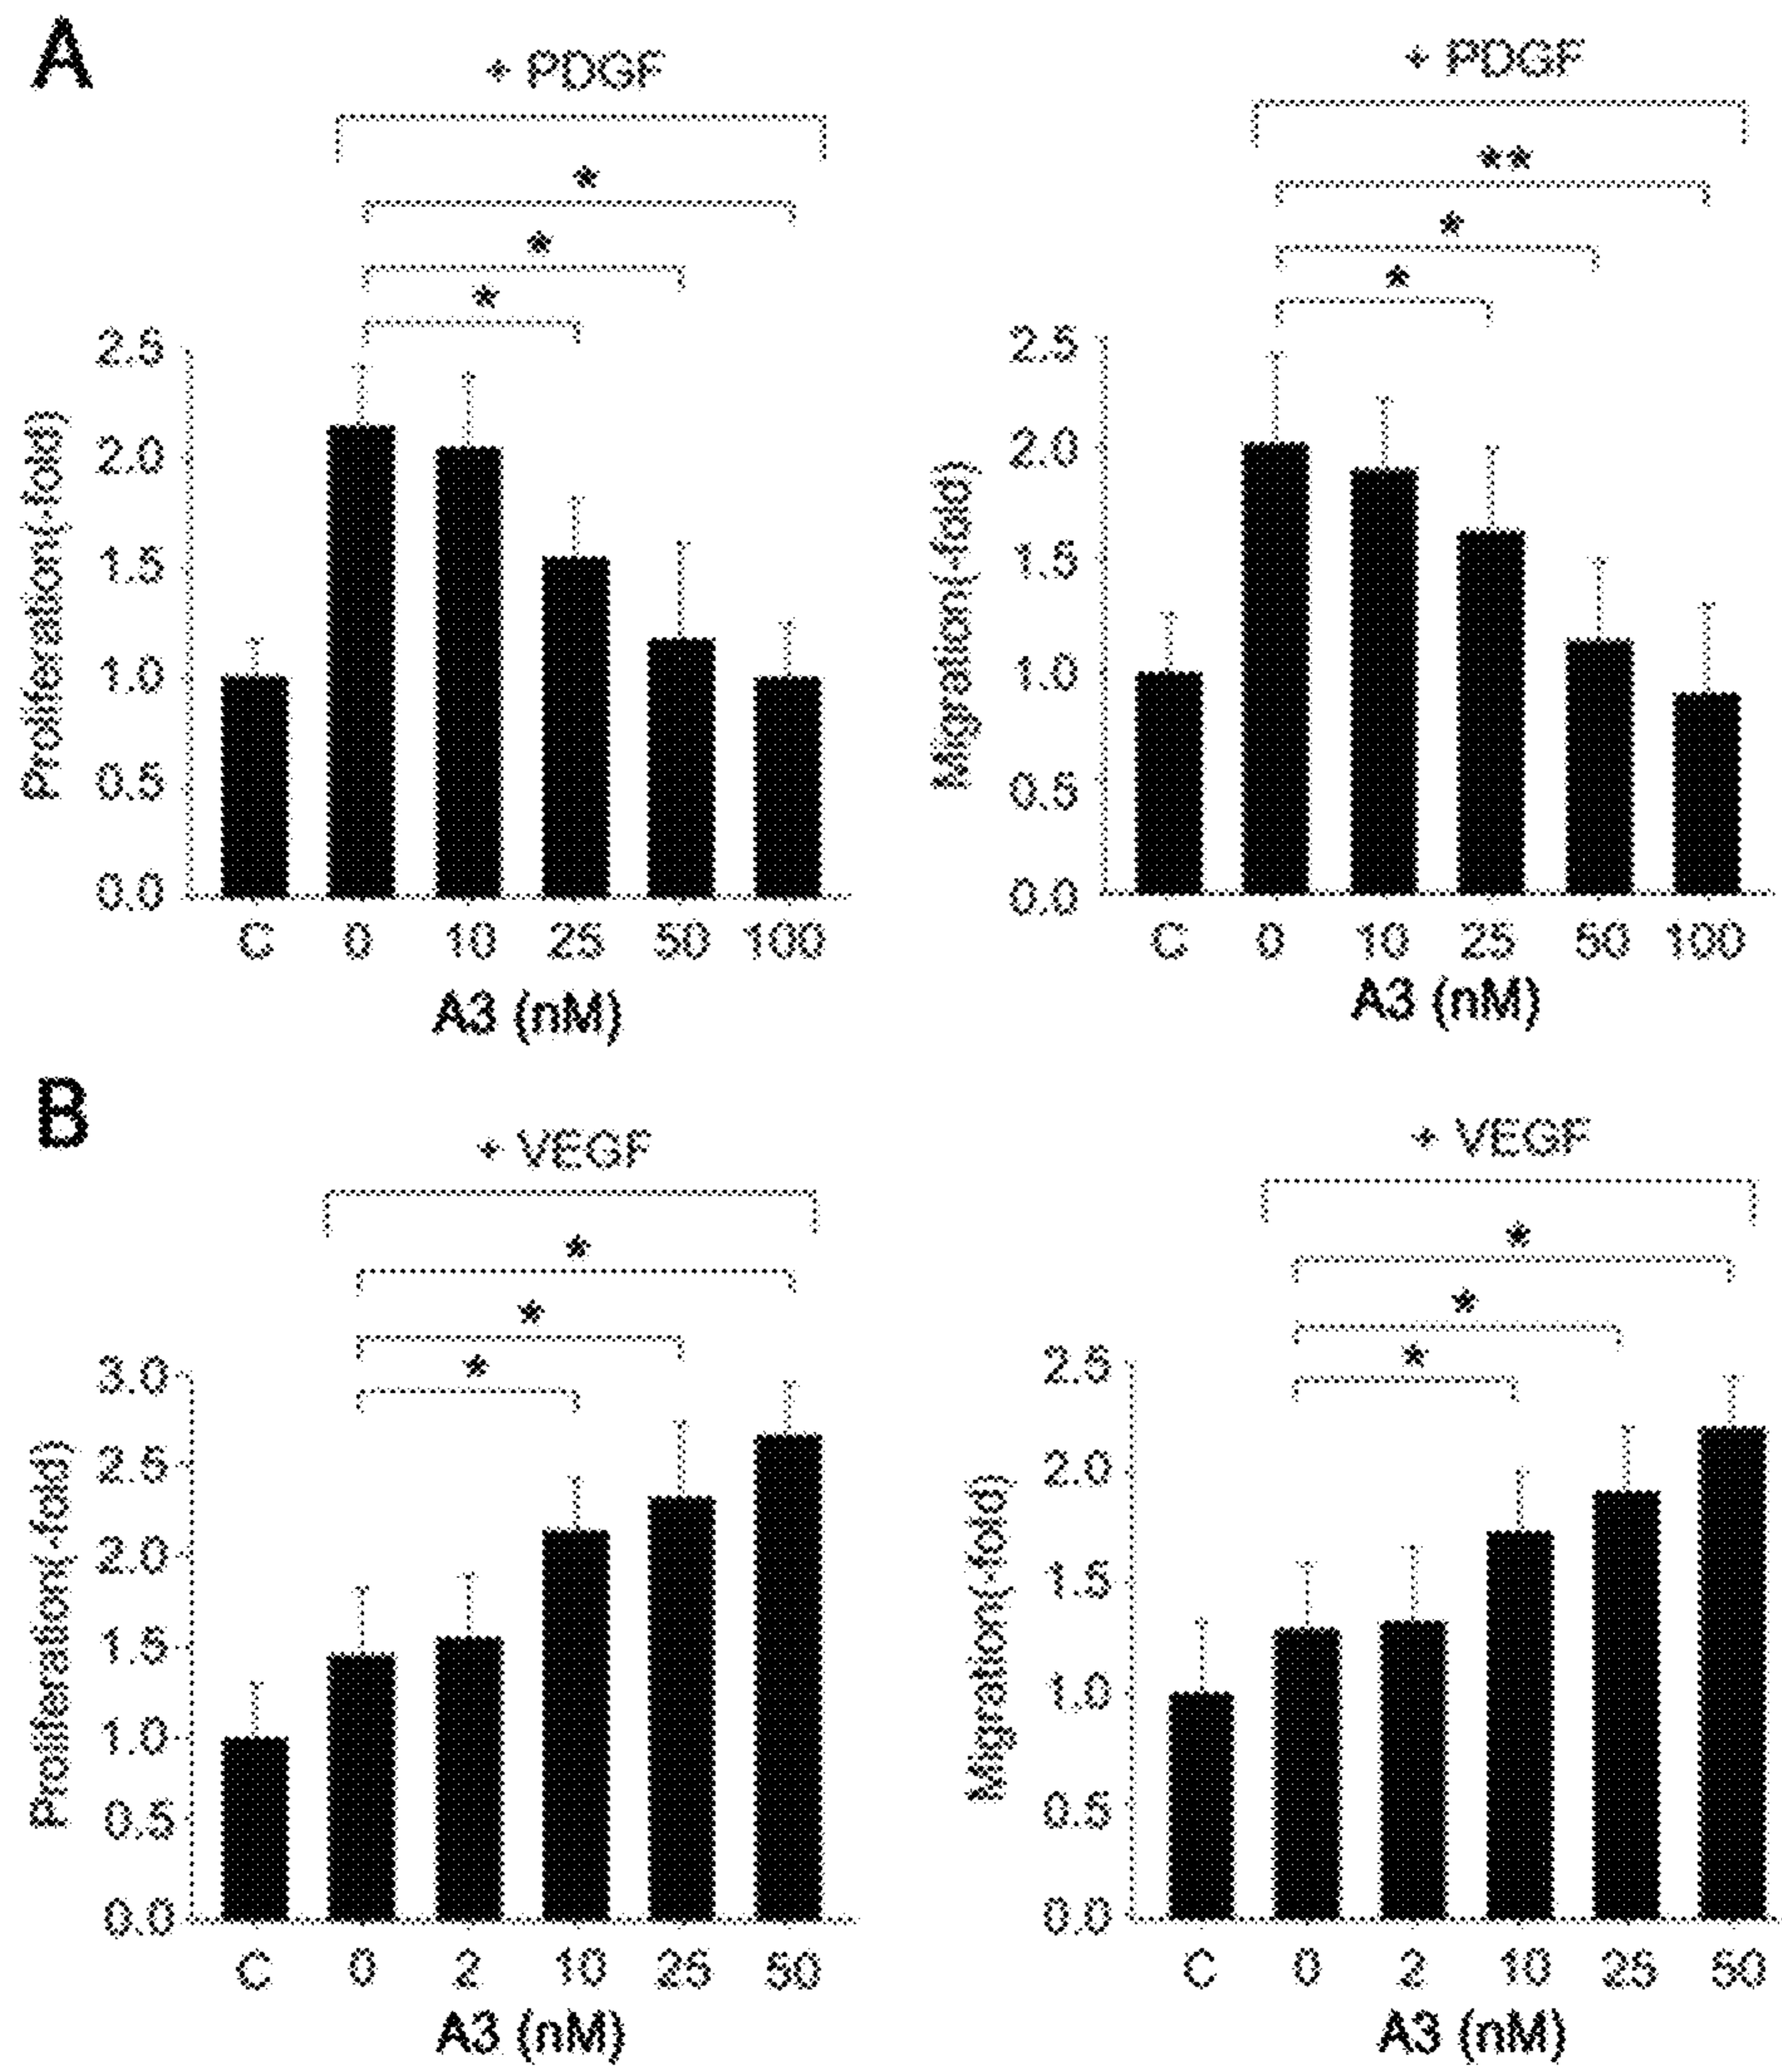 A
+ PDGF
*
*
*
Proliferation(-fold)
2.5
2.0
1.5
1.0
0.5
0.0
C 0 10 25 50 100
A3 (nM)
+ PDGF
**
*
*
Migration(-fold)
2.5
2.0
1.5
1.0
0.5
0.0
C 0 10 25 50 100
A3 (nM)
B
+ VEGF
*
*
*
Proliferation(-fold)
3.0
2.5
2.0
1.5
1.0
0.5
0.0
C 0 2 10 25 50
A3 (nM)
+ VEGF
*
*
*
Migration(-fold)
2.5
2.0
1.5
1.0
0.5
0.0
C 0 2 10 25 50
A3 (nM)